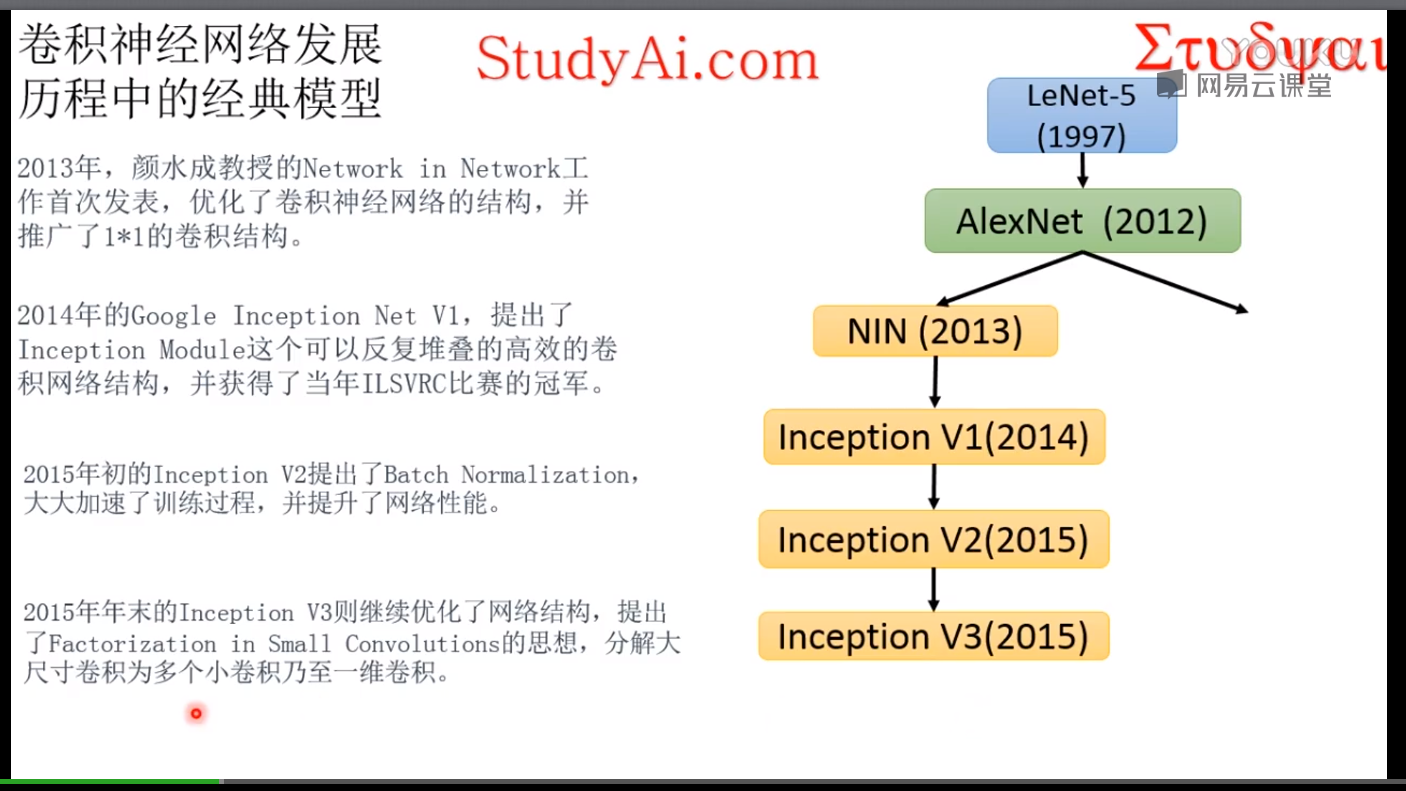 卷积神经网络发展
历程中的经典模型
StudyAi.com
Στυδψαι
YOUKU
网易云课堂
2013年，颜水成教授的Network in Network工
作首次发表，优化了卷积神经网络的结构，并
推广了1*1的卷积结构。
2014年的Google Inception Net V1，提出了
Inception Module这个可以反复堆叠的高效的卷
积网络结构，并获得了当年ILSVRC比赛的冠军。
2015年初的Inception V2提出了Batch Normalization，
大大加速了训练过程，并提升了网络性能。
2015年年末的Inception V3则继续优化了网络结构，提出
了Factorization in Small Convolutions的思想，分解大
尺寸卷积为多个小卷积乃至一维卷积。
LeNet-5
(1997)
AlexNet (2012)
NIN (2013)
Inception V1(2014)
Inception V2(2015)
Inception V3(2015)